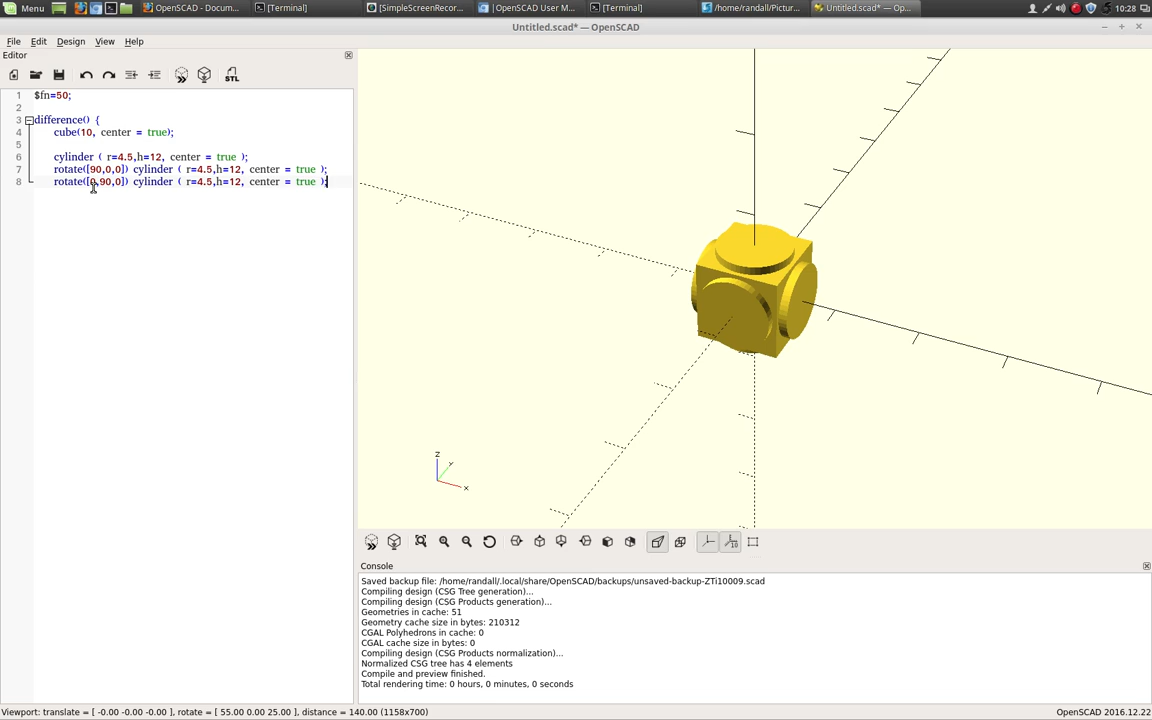 Menu
OpenSCAD - Docum...
[Terminal]
[SimpleScreenRecor...
OpenSCAD User M...
[Terminal]
/home/randall/Pictur...
Untitled.scad* — Op...
10:28
Untitled.scad* — OpenSCAD
File Edit Design View Help
Editor
STL
1 $fn=50;
2
3 difference() {
4 cube(10, center = true);
5
6 cylinder ( r=4.5,h=12, center = true );
7 rotate([90,0,0]) cylinder ( r=4.5,h=12, center = true );
8 rotate([0,90,0]) cylinder ( r=4.5,h=12, center = true );
Z
Y
X
10
Console
Saved backup file: /home/randall/.local/share/OpenSCAD/backups/unsaved-backup-ZTi10009.scad
Compiling design (CSG Tree generation)...
Compiling design (CSG Products generation)...
Geometries in cache: 51
Geometry cache size in bytes: 210312
CGAL Polyhedrons in cache: 0
CGAL cache size in bytes: 0
Compiling design (CSG Products normalization)...
Normalized CSG tree has 4 elements
Compile and preview finished.
Total rendering time: 0 hours, 0 minutes, 0 seconds
Viewport: translate = [ -0.00 -0.00 -0.00 ], rotate = [ 55.00 0.00 25.00 ], distance = 140.00 (1158x700)
OpenSCAD 2016.12.22